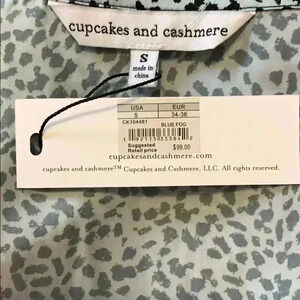 cupcakes and cashmere
S
made in
china
USA EUR
S 34-36
CK104481 BLUE FOG
Suggested
Retail price $99.00
cupcakesandcashmere.com
cupcakes and cashmere™ Cupcakes and Cashmere, LLC. All rights reserved.